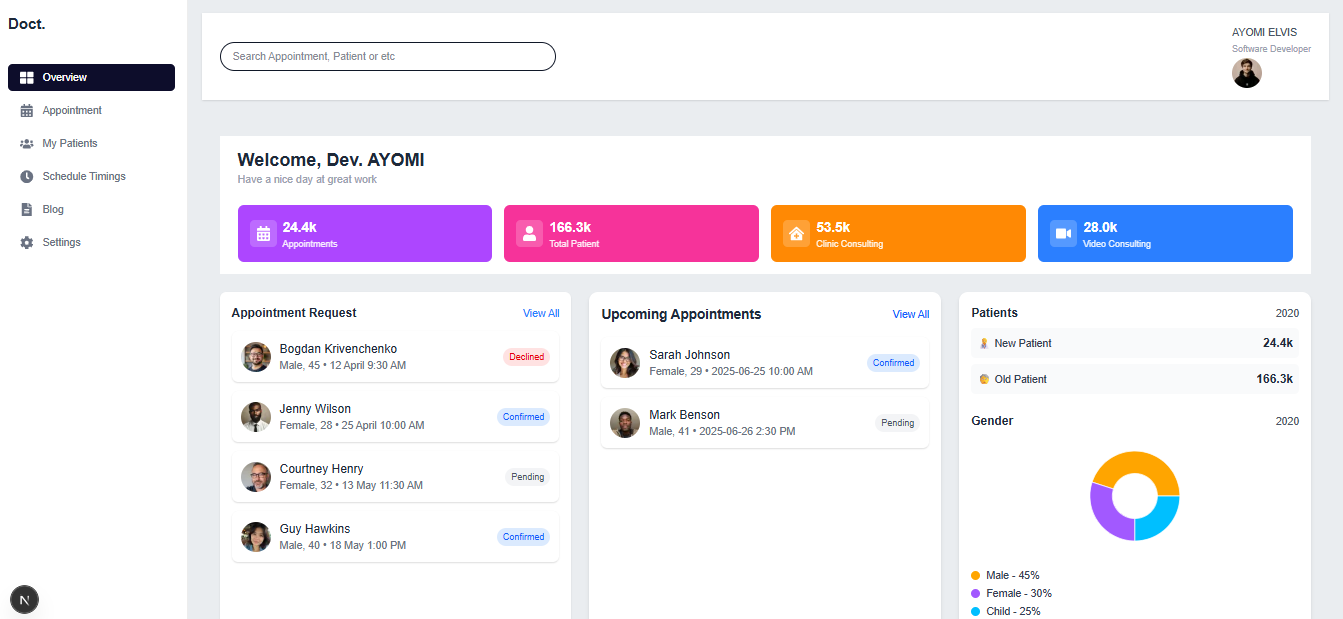 Doct.
Overview
Appointment
My Patients
Schedule Timings
Blog
Settings
N
Search Appointment, Patient or etc
AYOMI ELVIS
Software Developer
Welcome, Dev. AYOMI
Have a nice day at great work
24.4k
Appointments
166.3k
Total Patient
53.5k
Clinic Consulting
28.0k
Video Consulting
Appointment Request View All
Bogdan Krivenchenko
Male, 45 • 12 April 9:30 AM
Declined
Jenny Wilson
Female, 28 • 25 April 10:00 AM
Confirmed
Courtney Henry
Female, 32 • 13 May 11:30 AM
Pending
Guy Hawkins
Male, 40 • 18 May 1:00 PM
Confirmed
Upcoming Appointments View All
Sarah Johnson
Female, 29 • 2025-06-25 10:00 AM
Confirmed
Mark Benson
Male, 41 • 2025-06-26 2:30 PM
Pending
Patients 2020
New Patient 24.4k
Old Patient 166.3k
Gender 2020
Male - 45%
Female - 30%
Child - 25%